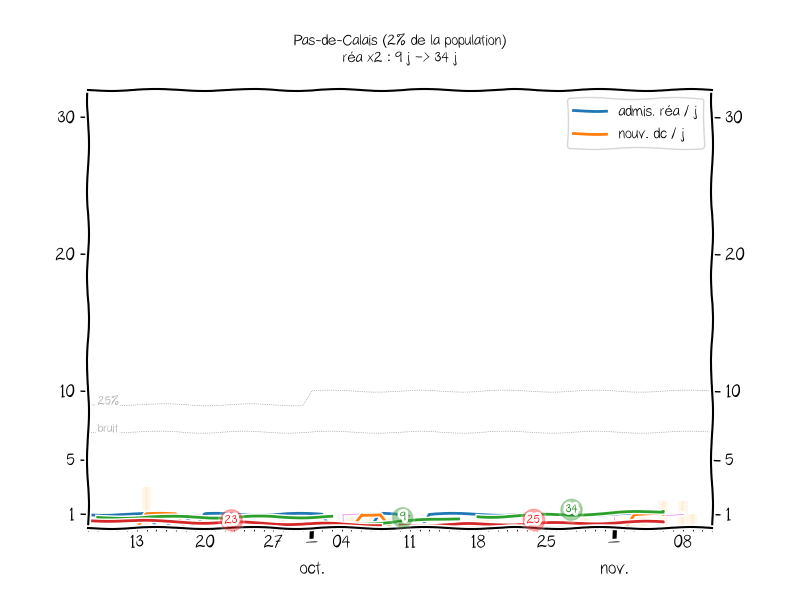 Pas-de-Calais (2% de la population)
réa x2 : 9 j -> 34 j
admis. réa / j
nouv. dc / j
30 30
20 20
10 10
25%
bruit
5 5
34
1 23 9 25 1
13 20 27 04 11 18 25 08
oct. nov.